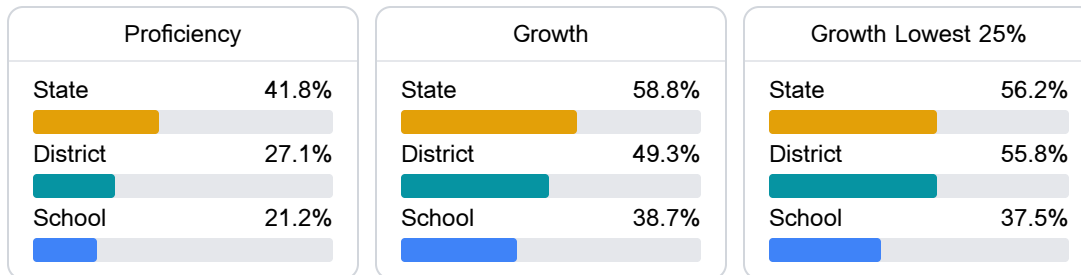 Proficiency
State 41.8%
District 27.1%
School 21.2%
Growth
State 58.8%
District 49.3%
School 38.7%
Growth Lowest 25%
State 56.2%
District 55.8%
School 37.5%